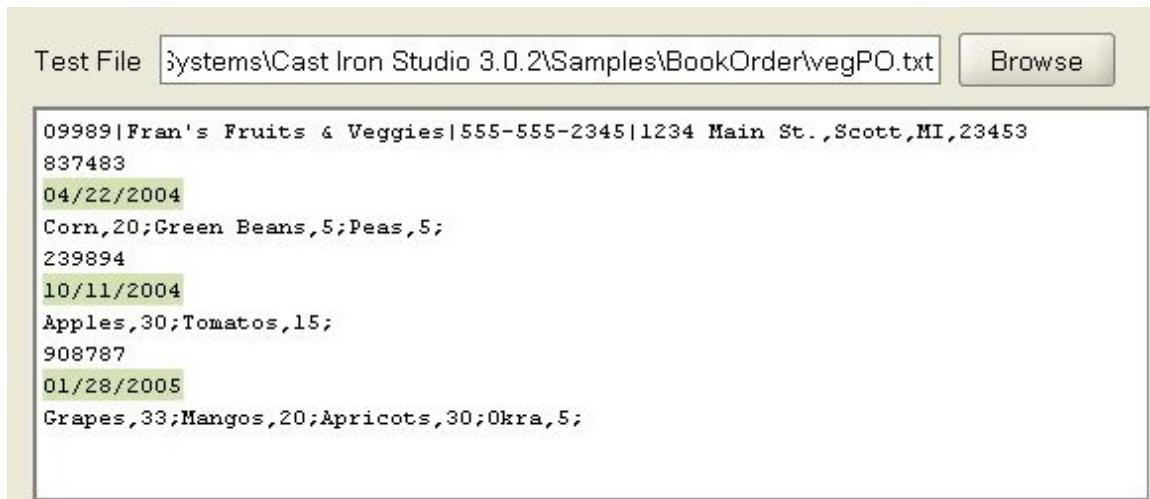 Test File Systems\Cast Iron Studio 3.0.2\Samples\BookOrder\vegPO.txt Browse
09989|Fran's Fruits & Veggies|555-555-2345|1234 Main St.,Scott,MI,23453
837483
04/22/2004
Corn,20;Green Beans,5;Peas,5;
239894
10/11/2004
Apples,30;Tomatos,15;
908787
01/28/2005
Grapes,33;Mangos,20;Apricots,30;Okra,5;